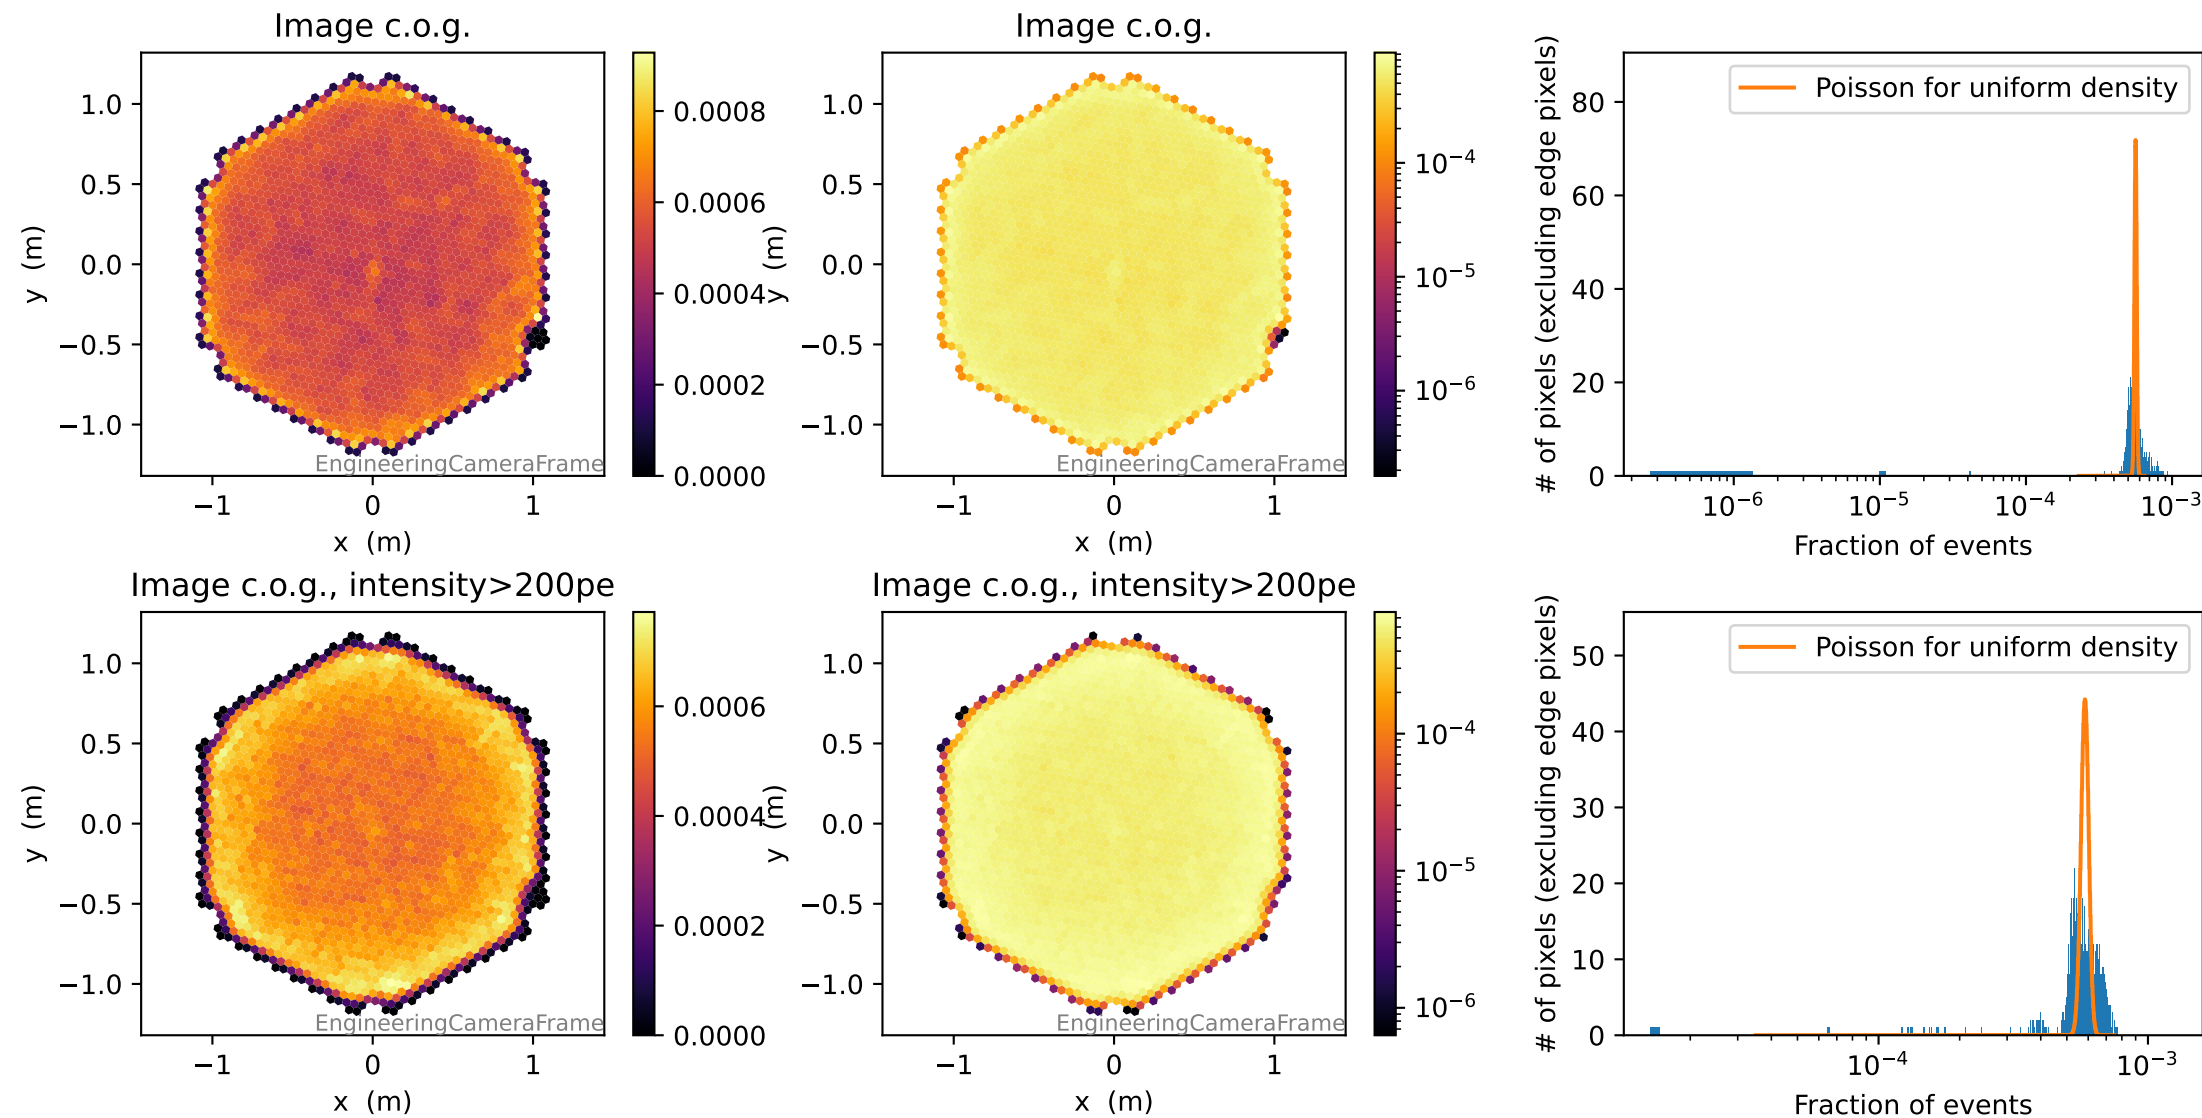 Image c.o.g.
1.0
0.5
0.0
−0.5
−1.0
y (m)
−1
0
1
x (m)
EngineeringCameraFrame
0.0008
0.0006
0.0004
0.0002
0.0000
Image c.o.g.
1.0
0.5
0.0
−0.5
−1.0
y (m)
−1
0
1
x (m)
EngineeringCameraFrame
10⁻⁴
10⁻⁵
10⁻⁶
# of pixels (excluding edge pixels)
80
60
40
20
0
Poisson for uniform density
10⁻⁶
10⁻⁵
10⁻⁴
10⁻³
Fraction of events
Image c.o.g., intensity>200pe
1.0
0.5
0.0
−0.5
−1.0
y (m)
−1
0
1
x (m)
EngineeringCameraFrame
0.0006
0.0004
0.0002
0.0000
Image c.o.g., intensity>200pe
1.0
0.5
0.0
−0.5
−1.0
y (m)
−1
0
1
x (m)
EngineeringCameraFrame
10⁻⁴
10⁻⁵
10⁻⁶
# of pixels (excluding edge pixels)
50
40
30
20
10
0
Poisson for uniform density
10⁻⁴
10⁻³
Fraction of events